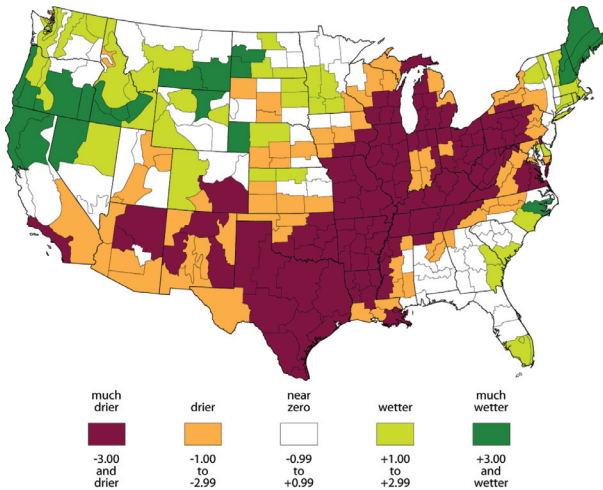 much drier
drier
near zero
wetter
much wetter
-3.00 and drier
-1.00 to -2.99
-0.99 to +0.99
+1.00 to +2.99
+3.00 and wetter